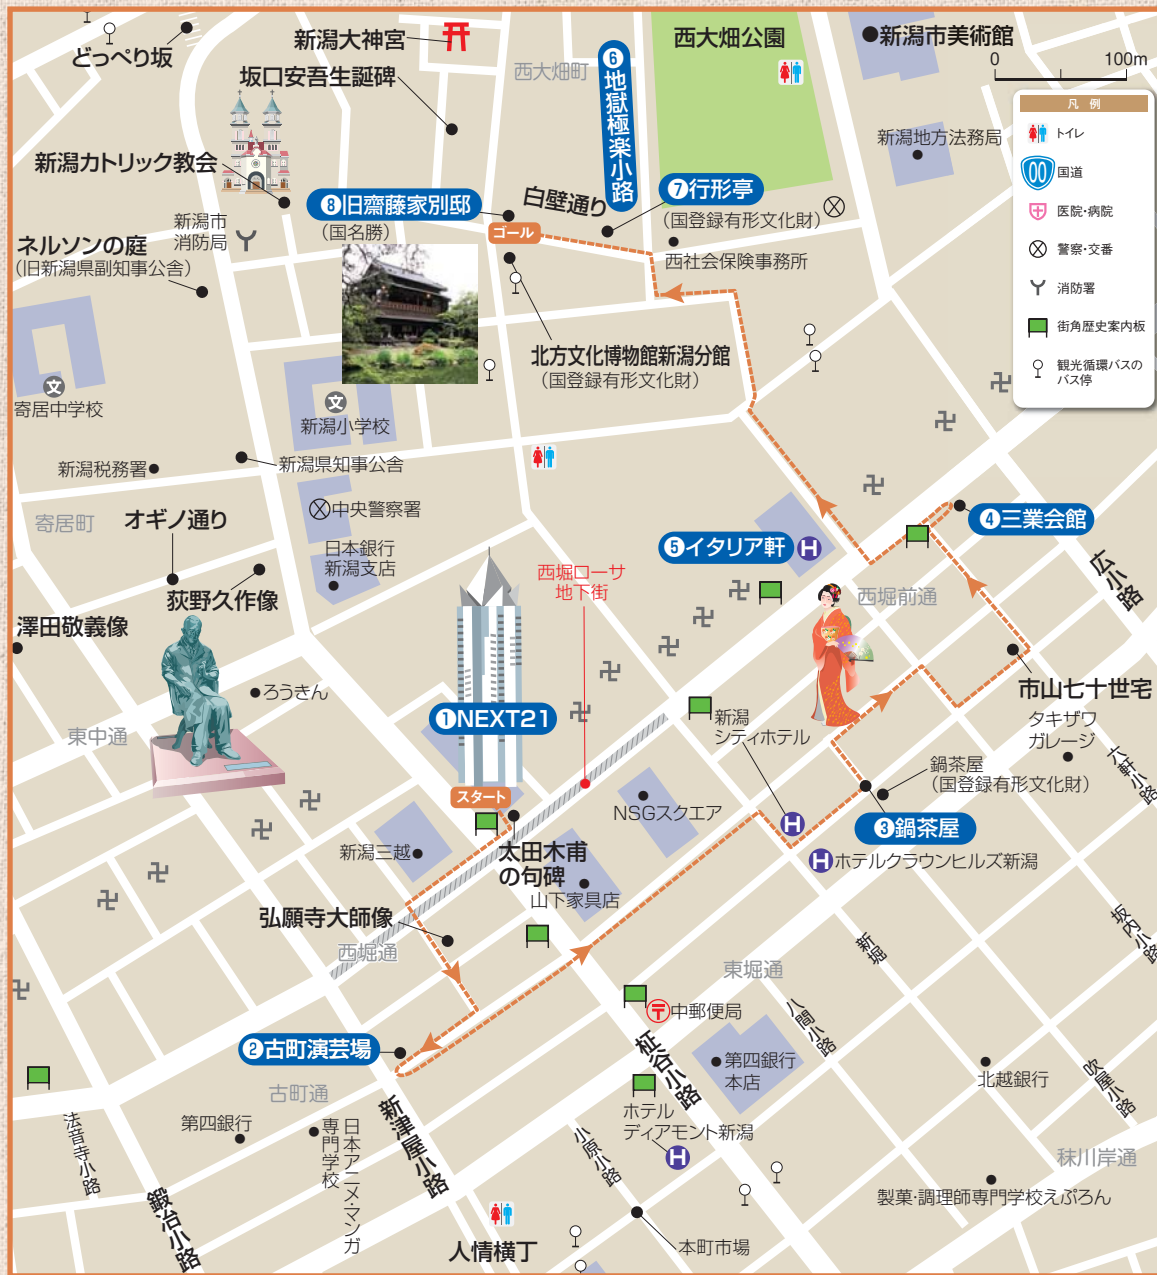 どっぺり坂
新潟大神宮
坂口安吾生誕碑
西大畑町
⑥地獄極楽小路
西大畑公園
新潟市美術館
0 100m
凡例
トイレ
00 国道
医院・病院
警察・交番
消防署
街角歴史案内板
観光循環バスの
バス停
新潟地方法務局
新潟カトリック教会
⑧旧齋藤家別邸
(国名勝)
ゴール
白壁通り
⑦行形亭
(国登録有形文化財)
西社会保険事務所
新潟市
消防局
ネルソンの庭
(旧新潟県副知事公舎)
北方文化博物館新潟分館
(国登録有形文化財)
文
寄居中学校
文
新潟小学校
新潟税務署
新潟県知事公舎
中央警察署
寄居町
オギノ通り
日本銀行
新潟支店
荻野久作像
澤田敬義像
西堀ローサ
地下街
⑤イタリア軒
H
④三業会館
広小路
西堀前通
市山七十世宅
タキザワ
ガレージ
六軒小路
ろうきん
東中通
①NEXT21
スタート
新潟
シティホテル
H
鍋茶屋
(国登録有形文化財)
③鍋茶屋
NSGスクエア
H
ホテルクラウンヒルズ新潟
新潟三越
太田木甫
の句碑
山下家具店
弘願寺大師像
西堀通
新堀
坂内小路
東堀通
中郵便局
八間小路
柾谷小路
第四銀行
本店
②古町演芸場
北越銀行
吹屋小路
古町通
ホテル
ディアモント新潟
H
第四銀行
日本アニメ・マンガ
専門学校
新津屋小路
小原小路
法音寺小路
鍛冶小路
秣川岸通
製菓・調理師専門学校えぷろん
人情横丁
本町市場